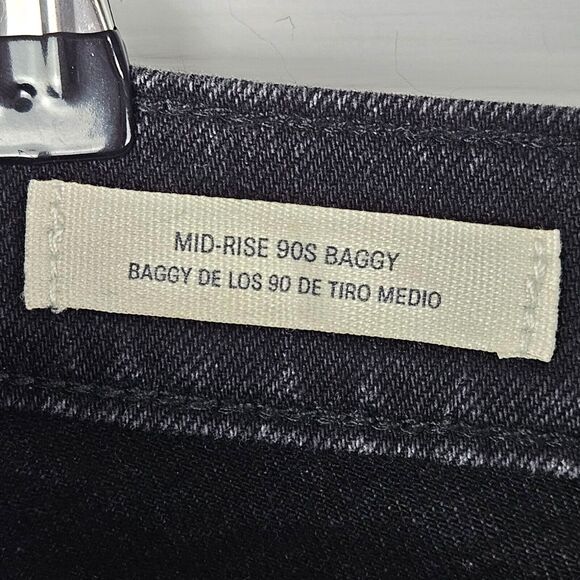 MID-RISE 90S BAGGY
BAGGY DE LOS 90 DE TIRO MEDIO